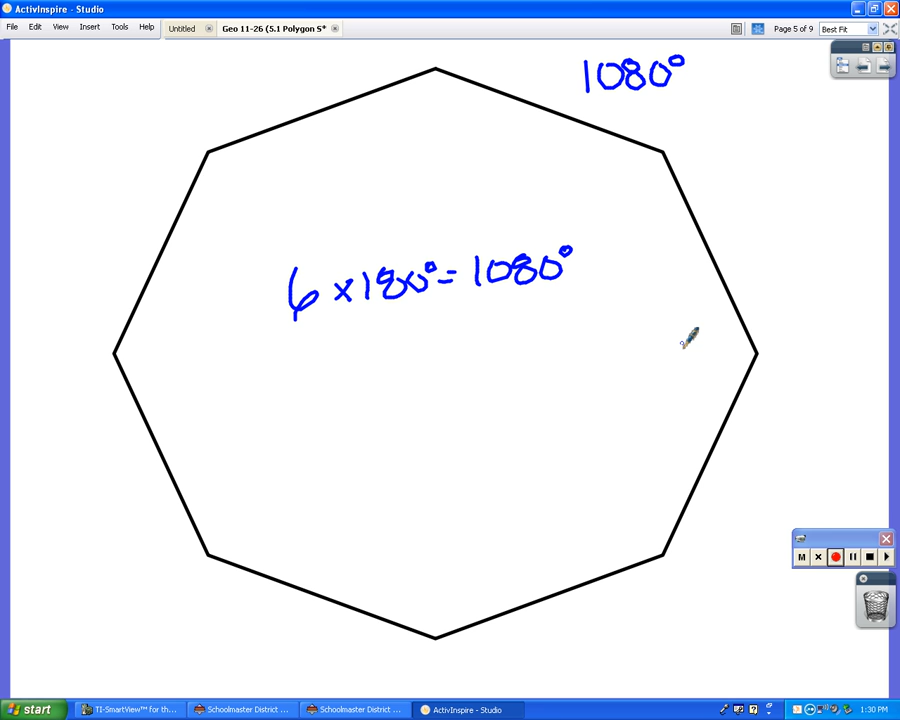 ActivInspire - Studio
File Edit View Insert Tools Help Untitled Geo 11-26 (5.1 Polygon S* Page 5 of 9 Best Fit
1080°
6 x 180° = 1080°
M
start TI-SmartView™ for th... Schoolmaster District ... Schoolmaster District ... ActivInspire - Studio ? 1:30 PM